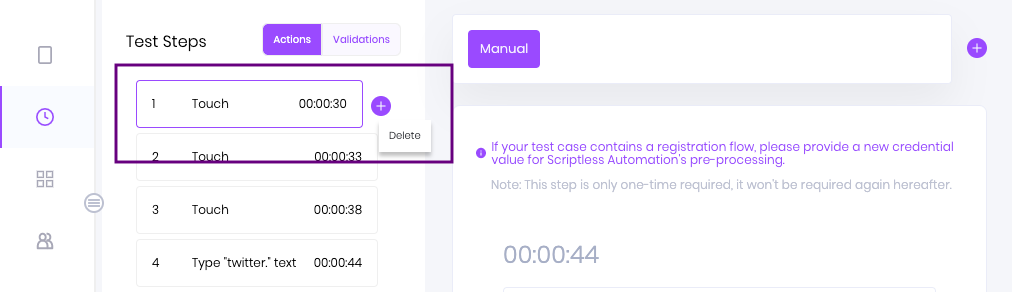 Test Steps
Actions
Validations
1 Touch 00:00:30
Delete
2 Touch 00:00:33
3 Touch 00:00:38
4 Type "twitter." text 00:00:44
Manual
If your test case contains a registration flow, please provide a new credential
value for Scriptless Automation's pre-processing.
Note: This step is only one-time required, it won't be required again hereafter.
00:00:44